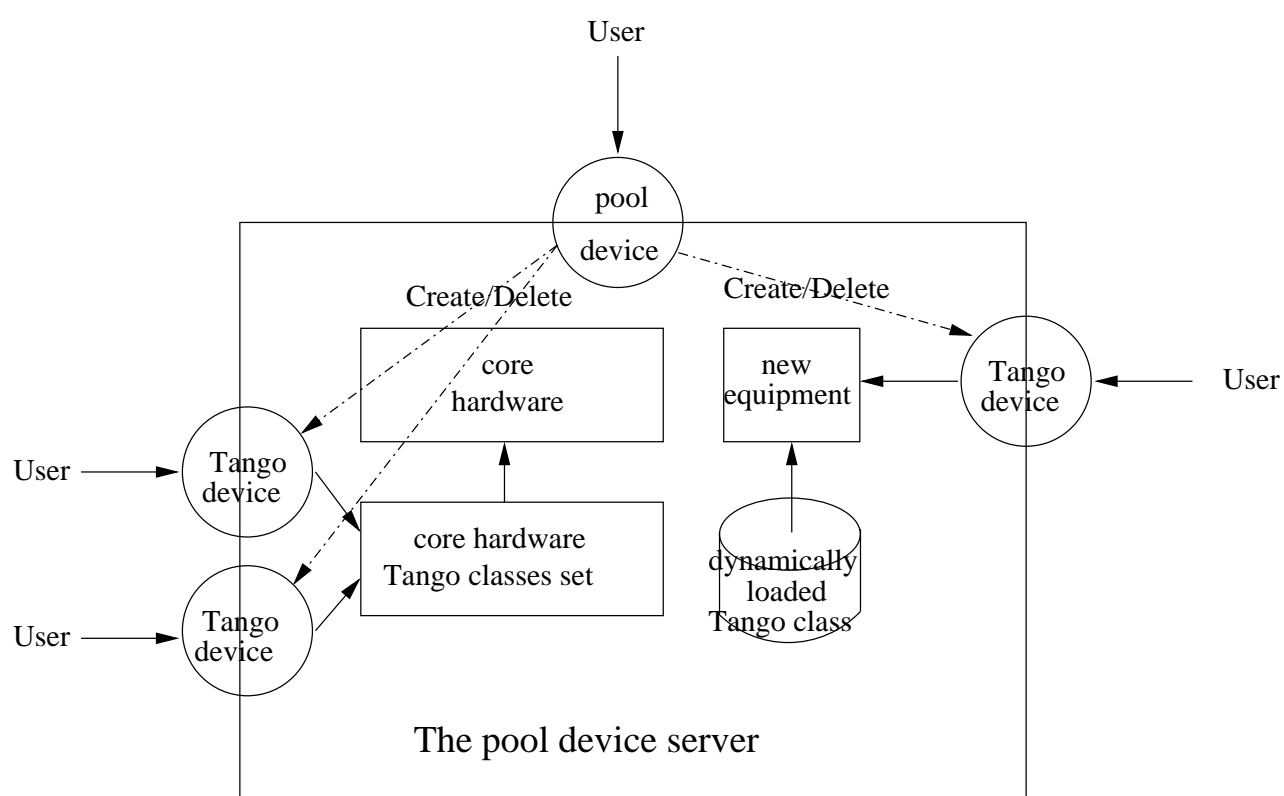 User
pool
device
Create/Delete
Create/Delete
core
hardware
new
equipment
Tango
device
User
User
Tango
device
core hardware
Tango classes set
dynamically
loaded
Tango class
User
Tango
device
The pool device server